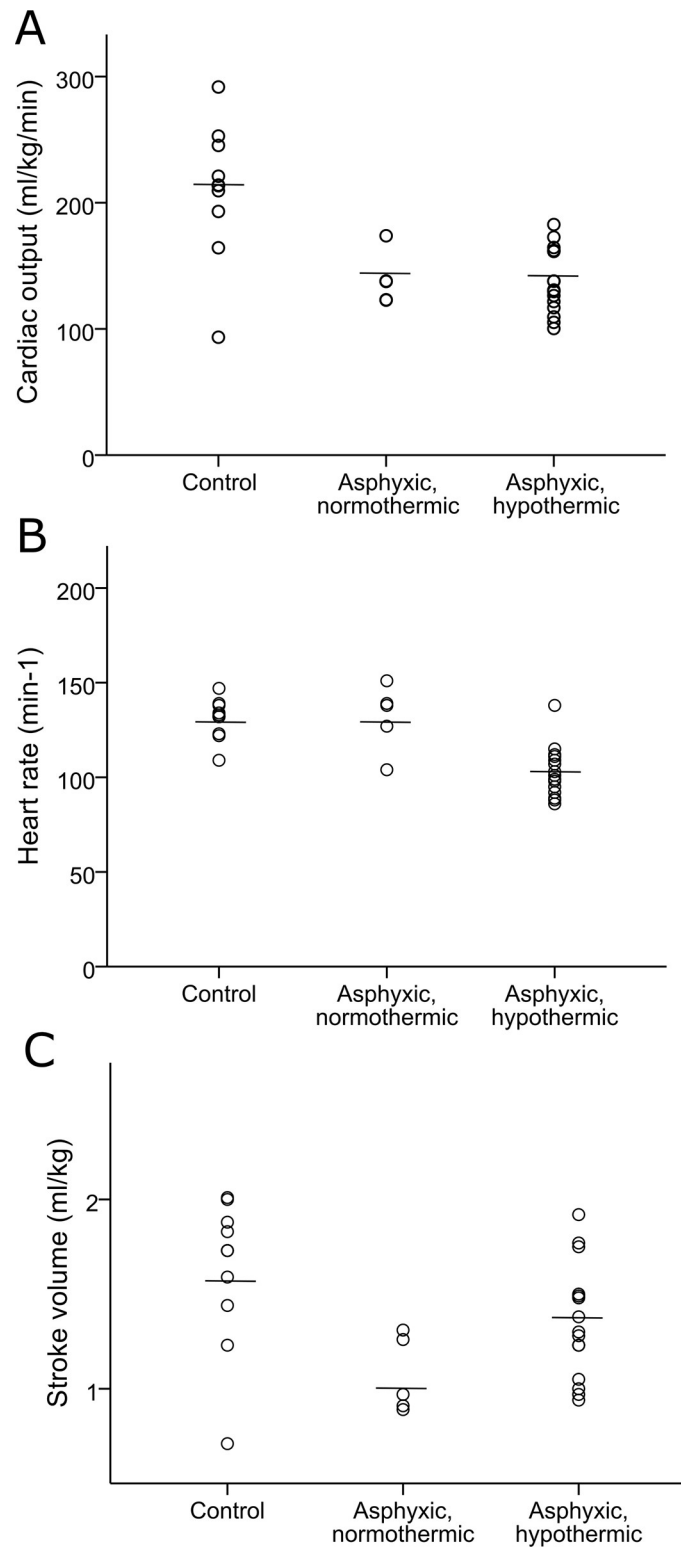 A
Cardiac output (ml/kg/min)
300
200
100
0
Control
Asphyxic,
normothermic
Asphyxic,
hypothermic
B
Heart rate (min-1)
200
150
100
50
0
Control
Asphyxic,
normothermic
Asphyxic,
hypothermic
C
Stroke volume (ml/kg)
2
1
Control
Asphyxic,
normothermic
Asphyxic,
hypothermic